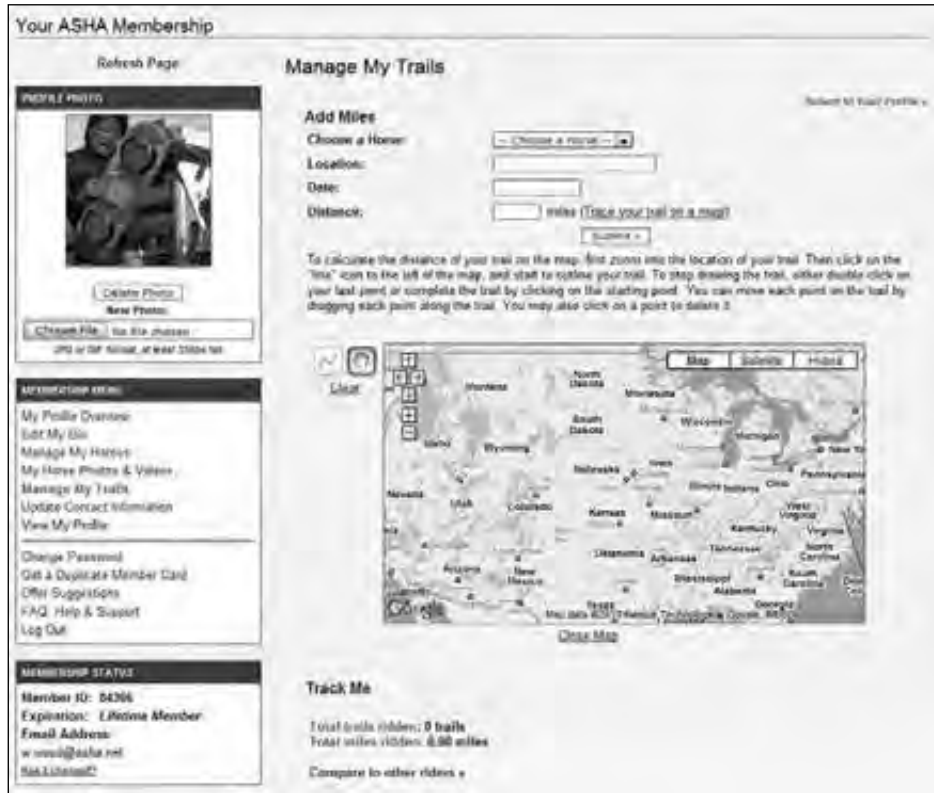 Your ASHA Membership
Refresh Page
PROFILE PHOTO
Delete Photo
New Photo:
Choose File No file chosen
MEMBERSHIP MENU
My Profile Overview
Edit My Bio
Manage My Horses
My Horse Photos & Videos
Manage My Trails
Update Contact Information
View My Profile
Change Password
Get a Duplicate Member Card
Offer Suggestions
FAQ, Help & Support
Log Out
MEMBERSHIP STATUS
Member ID: 84366
Expiration: Lifetime Member
Email Address:
Manage My Trails
Return to Your Profile »
Add Miles
Choose a Horse: -- Choose a Horse --
Location:
Date:
Distance: miles (Trace your trail on a map!)
Submit »
To calculate the distance of your trail on the map, first zoom into the location of your trail. Then click on the
"line" icon to the left of the map, and start to outline your trail. To stop drawing the trail, either double click on
your last point or complete the trail by clicking on the starting point. You can move each point on the trail by
dragging each point along the trail. You may also click on a point to delete it.
Clear
Map Satellite Hybrid
Montana
North
Dakota
Minnesota
South
Dakota
Wisconsin
Michigan
Idaho
Wyoming
Nebraska
Iowa
Illinois Indiana Ohio
Pennsylvania
Nevada
Utah
Colorado
Kansas
Missouri
West
Virginia
Kentucky
Virginia
Oklahoma
Arkansas
Tennessee
North
Carolina
Arizona
New
Mexico
Mississippi
Alabama
South
Carolina
Texas
Georgia
Google
Close Map
Track Me
Total trails ridden: 0 trails
Total miles ridden: 0.00 miles
Compare to other riders »